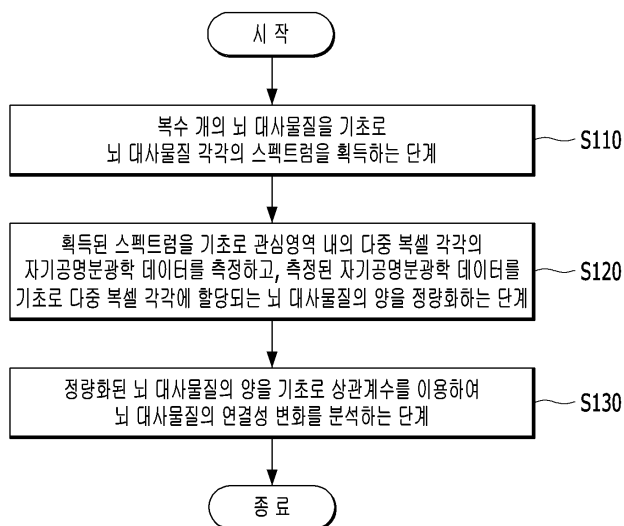 시 작
복수 개의 뇌 대사물질을 기초로
뇌 대사물질 각각의 스펙트럼을 획득하는 단계
S110
획득된 스펙트럼을 기초로 관심영역 내의 다중 복셀 각각의
자기공명분광학 데이터를 측정하고, 측정된 자기공명분광학 데이터를
기초로 다중 복셀 각각에 할당되는 뇌 대사물질의 양을 정량화하는 단계
S120
정량화된 뇌 대사물질의 양을 기초로 상관계수를 이용하여
뇌 대사물질의 연결성 변화를 분석하는 단계
S130
종 료